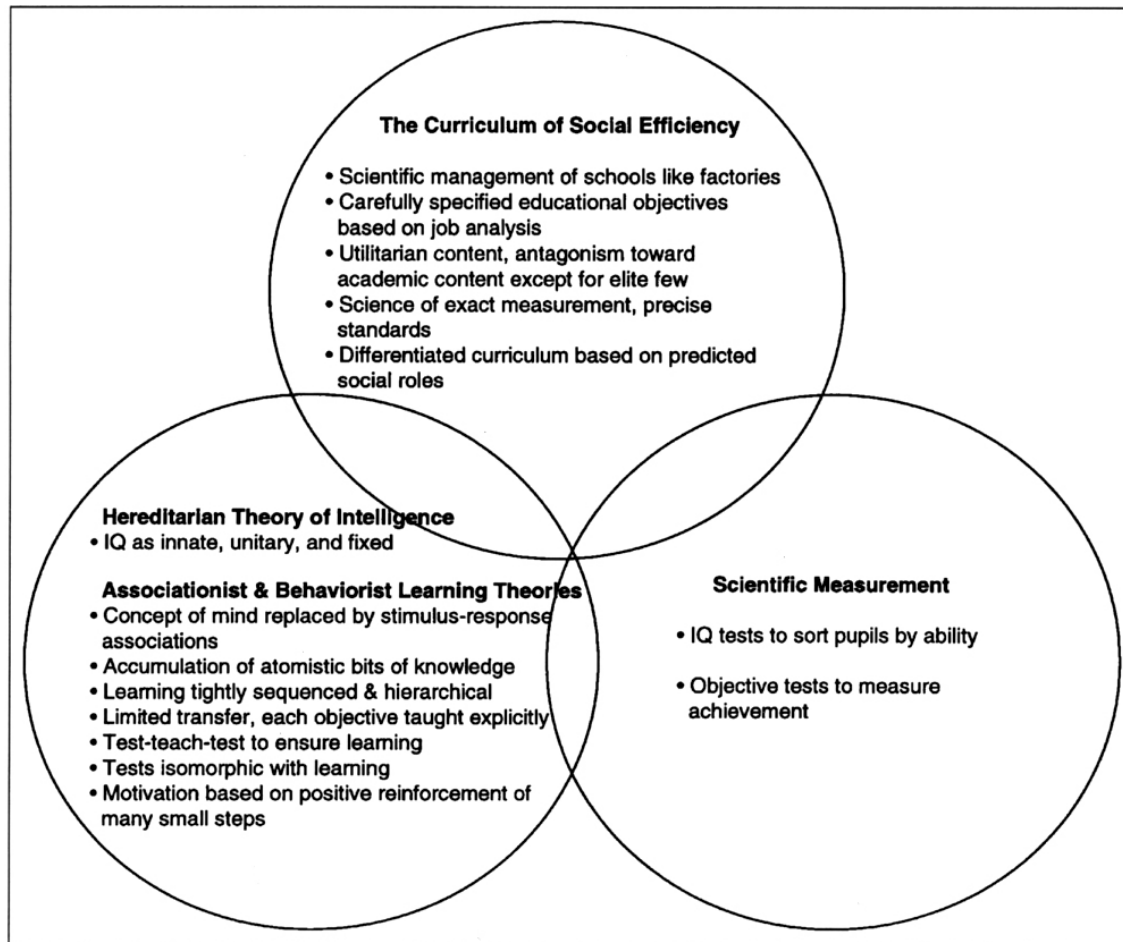 The Curriculum of Social Efficiency
• Scientific management of schools like factories
• Carefully specified educational objectives
based on job analysis
• Utilitarian content, antagonism toward
academic content except for elite few
• Science of exact measurement, precise
standards
• Differentiated curriculum based on predicted
social roles
Hereditarian Theory of Intelligence
• IQ as innate, unitary, and fixed
Associationist & Behaviorist Learning Theories
• Concept of mind replaced by stimulus-response
associations
• Accumulation of atomistic bits of knowledge
• Learning tightly sequenced & hierarchical
• Limited transfer, each objective taught explicitly
• Test-teach-test to ensure learning
• Tests isomorphic with learning
• Motivation based on positive reinforcement of
many small steps
Scientific Measurement
• IQ tests to sort pupils by ability
• Objective tests to measure
achievement